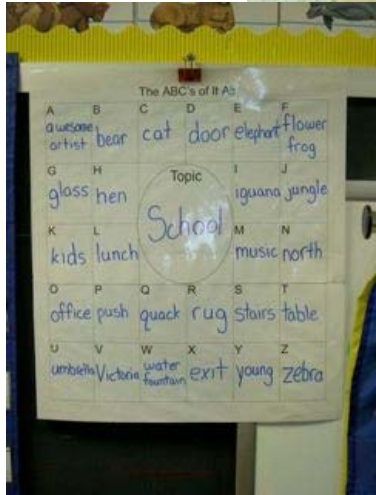 The ABC's of It All
A B C D E F
awesome artist bear cat door elephant flower frog
G H Topic I J
glass hen School iguana jungle
K L M N
kids lunch music north
O P Q R S T
office push quack rug stairs table
U V W X Y Z
umbrella Victoria water fountain exit young zebra